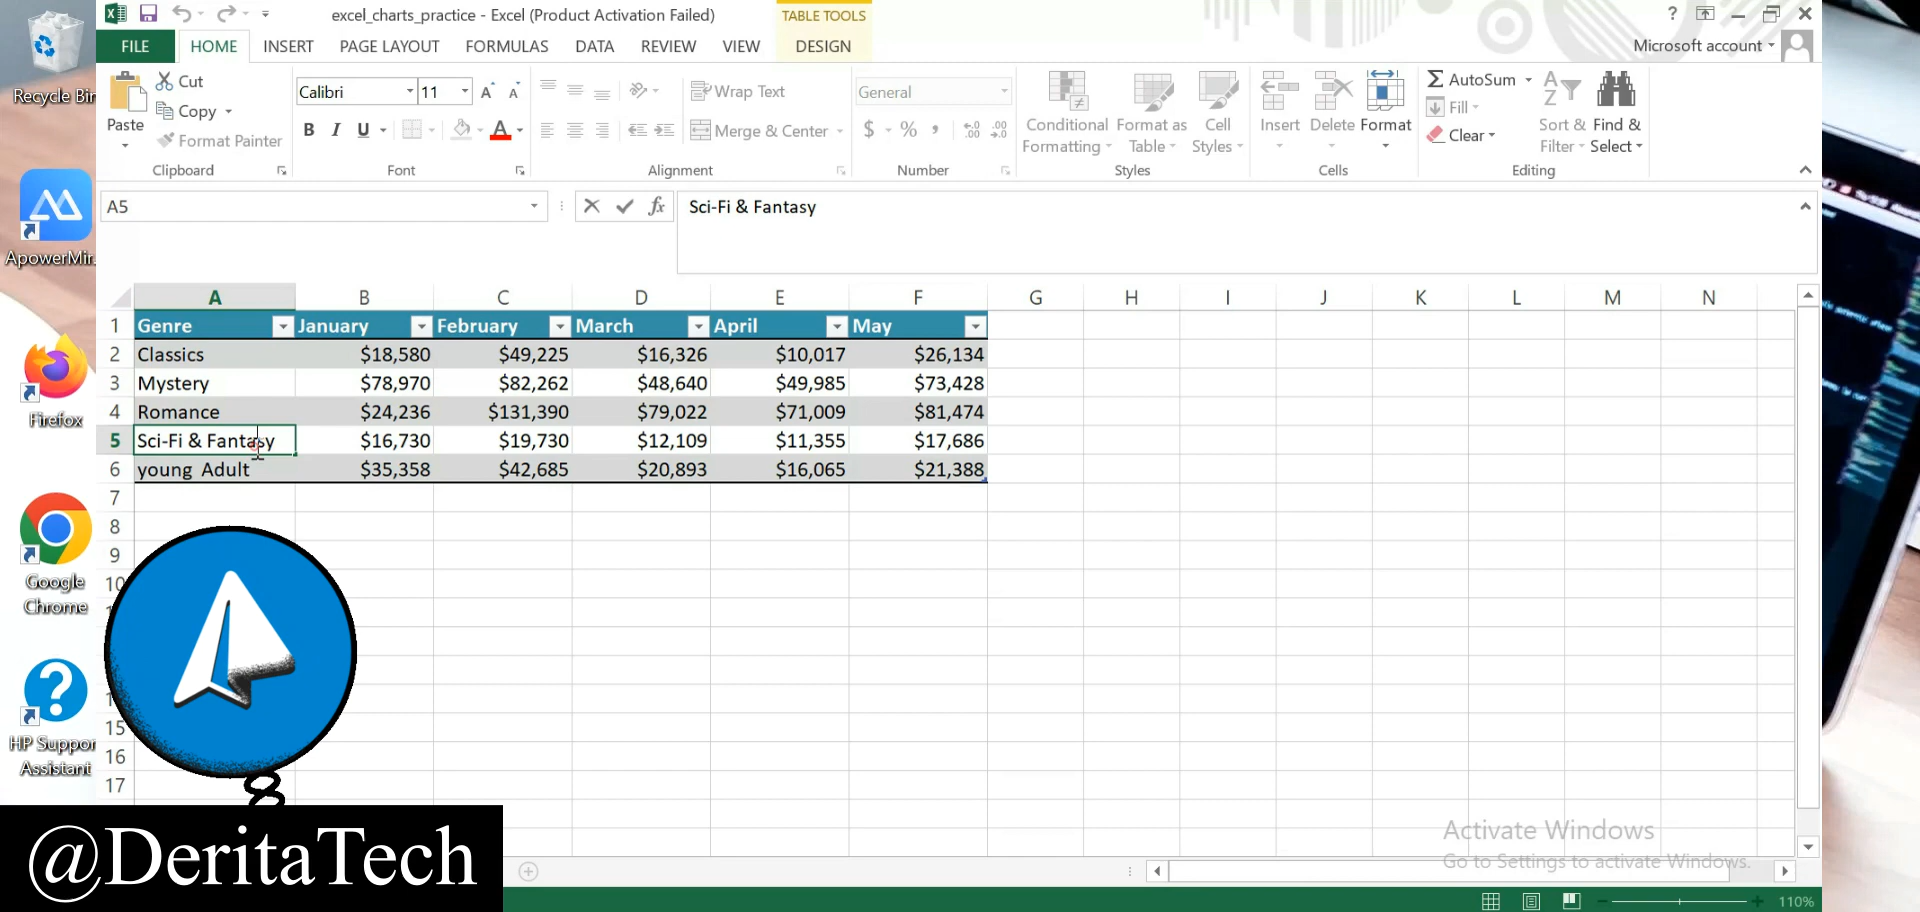 Recycle Bin
ApowerMir.
Firefox
Google
Chrome
HP Suppor
Assistant
excel_charts_practice - Excel (Product Activation Failed)
TABLE TOOLS
?
FILE
HOME
INSERT
PAGE LAYOUT
FORMULAS
DATA
REVIEW
VIEW
DESIGN
Microsoft account
Paste
Cut
Copy
Format Painter
Clipboard
Calibri
11
B I U
Font
Wrap Text
Merge & Center
Alignment
General
$ % ,
Number
Conditional
Formatting
Format as
Table
Cell
Styles
Styles
Insert
Delete
Format
Cells
AutoSum
Fill
Clear
Sort &
Filter
Find &
Select
Editing
A5
fx
Sci-Fi & Fantasy
A B C D E F G H I J K L M N
1 Genre January February March April May
2 Classics $18,580 $49,225 $16,326 $10,017 $26,134
3 Mystery $78,970 $82,262 $48,640 $49,985 $73,428
4 Romance $24,236 $131,390 $79,022 $71,009 $81,474
5 Sci-Fi & Fantasy $16,730 $19,730 $12,109 $11,355 $17,686
6 young  Adult $35,358 $42,685 $20,893 $16,065 $21,388
7
8
9
10
15
16
17
@DeritaTech
Activate Windows
Go to Settings to activate Windows.
110%